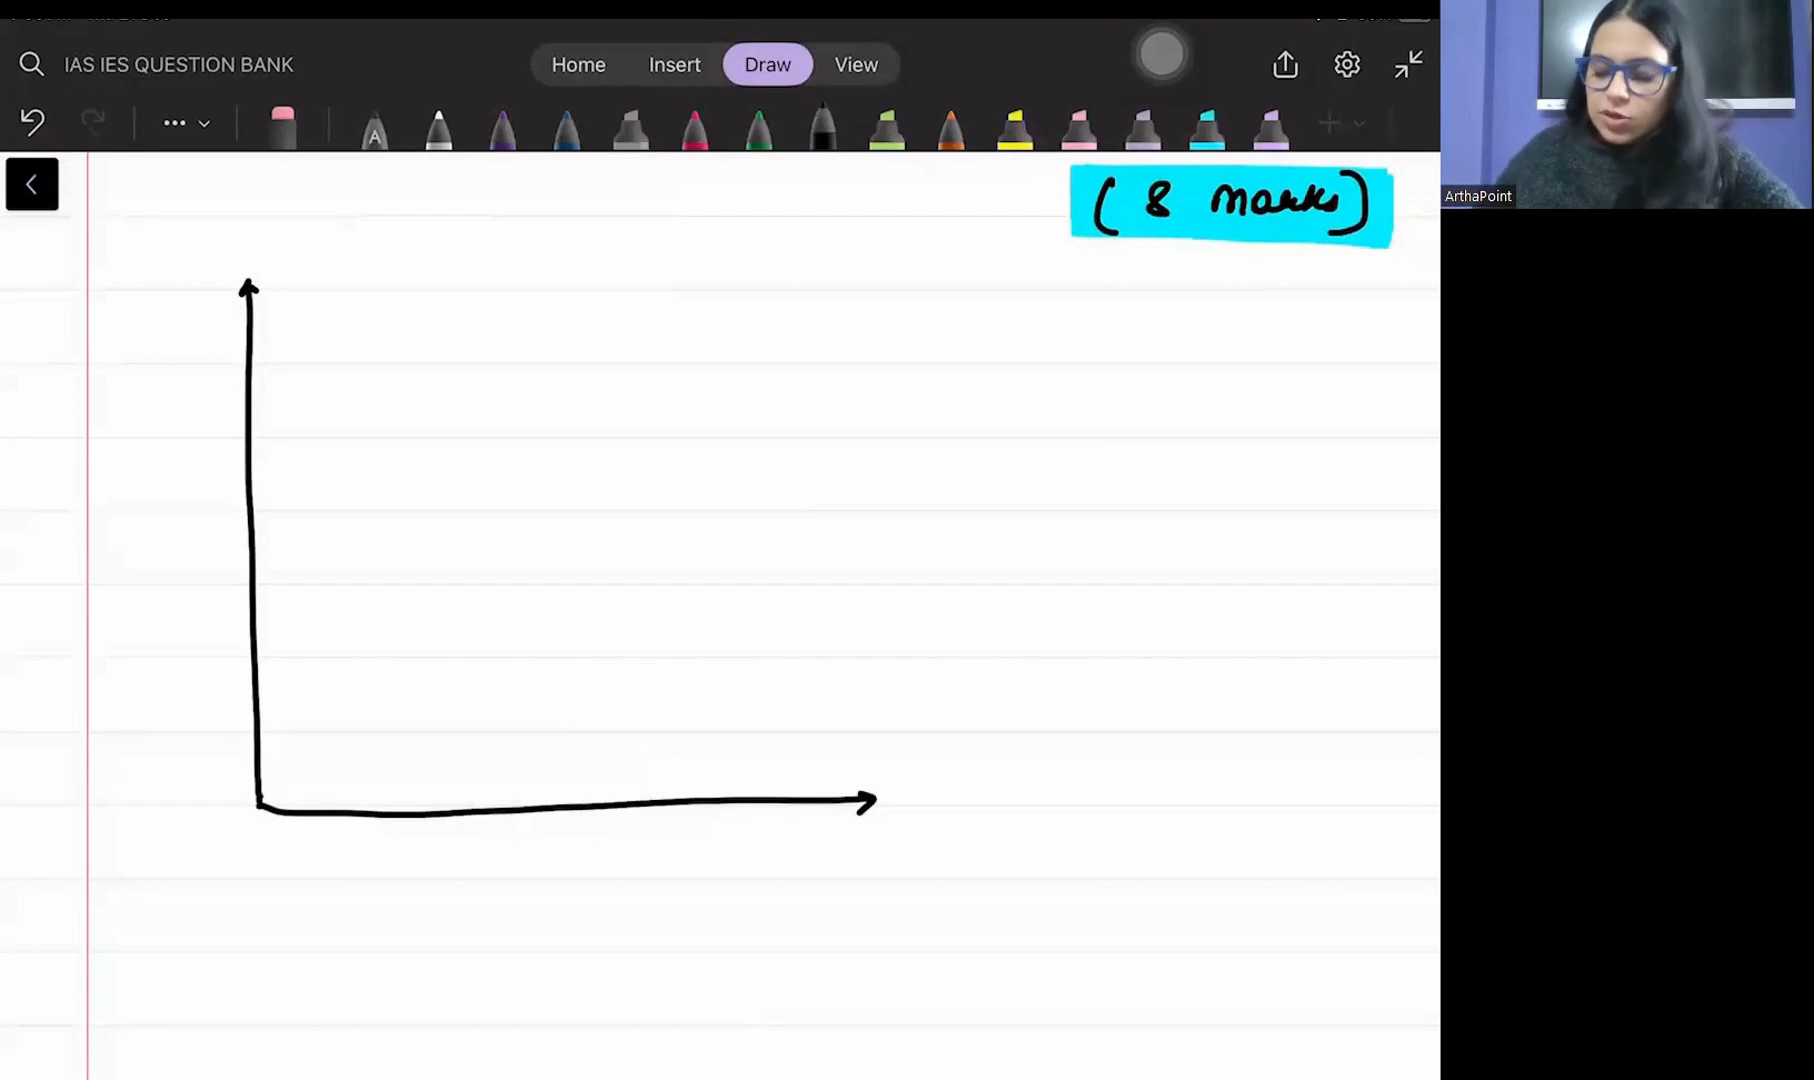 IAS IES QUESTION BANK
Home Insert Draw View
A
( 8 marks )
ArthaPoint